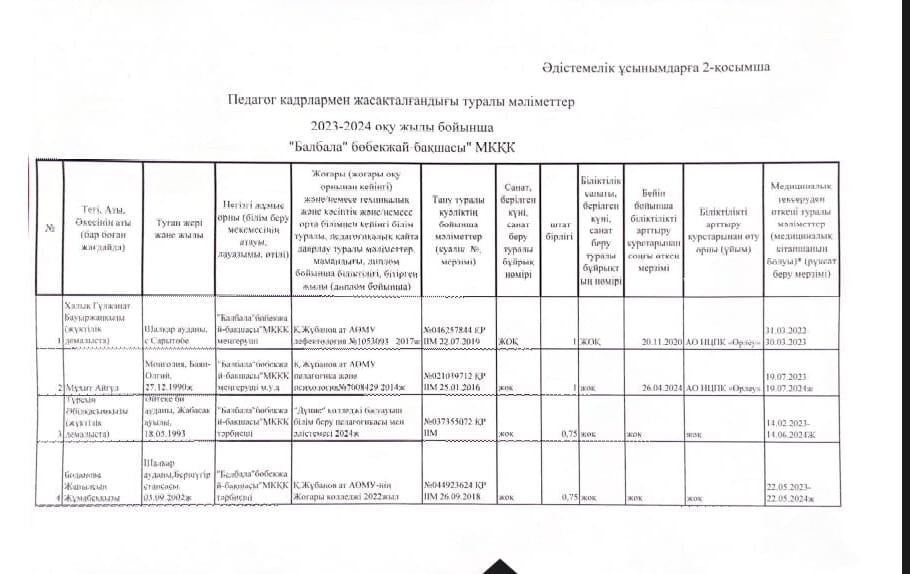 Әдістемелік ұсынымдарға 2-қосымша
Педагог кадрлармен жасақталғандығы туралы мәліметтер
2023-2024 оқу жылы бойынша
"Балбала" бөбекжай-бақшасы" МКҚК
№
Тегі, Аты,
Әкесінің аты
(бар боған
жағдайда)
Туған жері
және жылы
Негізгі жұмыс
орны (білім беру
мекемесінің
атауы,
лауазымы, өтілі)
Жоғары (жоғары оқу
орнынан кейінгі)
және/немесе техникалық
және кәсіптік және/немесе
орта білімнен кейінгі білім
туралы, педагогикалық қайта
даярлау туралы мәліметтер,
мамандығы, диплом
бойынша біліктілігі, бітірген
жылы (диплом бойынша)
Тану туралы
куәліктің
бойынша
мәліметтер
(куәлік №,
мерзімі)
Санат,
берілген
күні,
санат
беру
туралы
бұйрық
нөмірі
штат
бірлігі
Біліктілік
санаты,
берілген
күні,
санат
беру
туралы
бұйрықт
ың нөмірі
Бейін
бойынша
біліктілікті
арттыру
курстарынан
соңғы өткен
мерзімі
Біліктілікті
арттыру
курстарынан өту
орны (ұйым)
Медициналық
тексеруден
өткені туралы
мәліметтер
(медициналық
кітапшаның
болуы)* (рұқсат
беру мерзімі)
1
Халық Гүлжанат
Бауыржанқызы
(жүктілік
демалыста)
Шалқар ауданы,
с Сарытөбе
"Балбала"бөбекжа
й-бақшасы"МКҚК
меңгеруші
Қ.Жұбанов ат АӨМУ
дефектология №1053093 2017ж
№046257844 ҚР
ІІМ 22.07.2019
ЖОҚ
1
ЖОҚ
20.11.2020
АО НЦПК «Өрлеу»
31.03.2022-
30.03.2023
2
Мұхит Айгүл
Монголия, Баян-
Өлгий,
27.12.1990ж
"Балбала"бөбекжа
й-бақшасы"МКҚК
меңгеруші м.у.а
Қ.Жұбанов ат АӨМУ
педагогика және
психология№7008429 2014ж
№021039712 ҚР
ІІМ 25.01.2016
жоқ
1
жоқ
26.04.2024
АО НЦПК «Өрлеу»
19.07.2023-
19.07.2024ж
3
Тұрсын
Әбілқасымқызы
(жүктілік
демалыста)
Әйтеке би
ауданы, Жабасак
ауылы,
18.05.1993
"Балбала"бөбекжа
й-бақшасы"МКҚК
тәрбиеші
"Дүние" колледжі бастауыш
білім беру педагогикасы мен
әдістемесі 2024ж
№037355072 ҚР
ІІМ
жоқ
0,75
жоқ
жоқ
жоқ
14.02.2023-
14.06.2024Ж
4
Жұмабекқызы
Шалқар
ауданы,Бершүгір
стансасы,
03.09.2002ж
"Балбала"бөбекжа
й-бақшасы"МКҚК
тәрбиеші
Қ.Жұбанов ат АӨМУ-нің
Жоғары колледжі 2022жыл
№044923624 ҚР
ІІМ 26.09.2018
жоқ
0,75
жоқ
жоқ
жоқ
22.05.2023-
22.05.2024ж